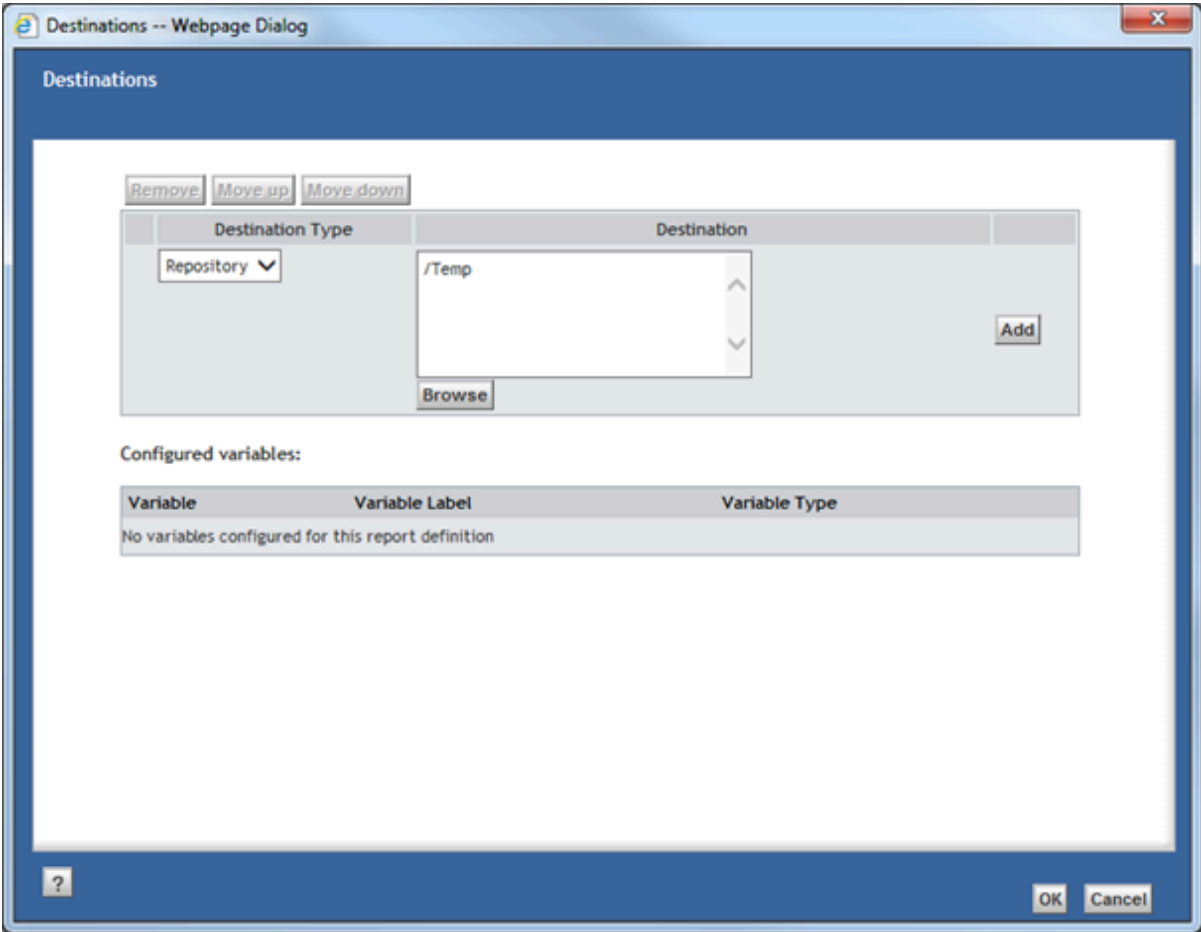 Destinations -- Webpage Dialog
x
Destinations
Remove Move up Move down
Destination Type Destination
Repository /Temp
Add
Browse
Configured variables:
Variable Variable Label Variable Type
No variables configured for this report definition
?
OK Cancel